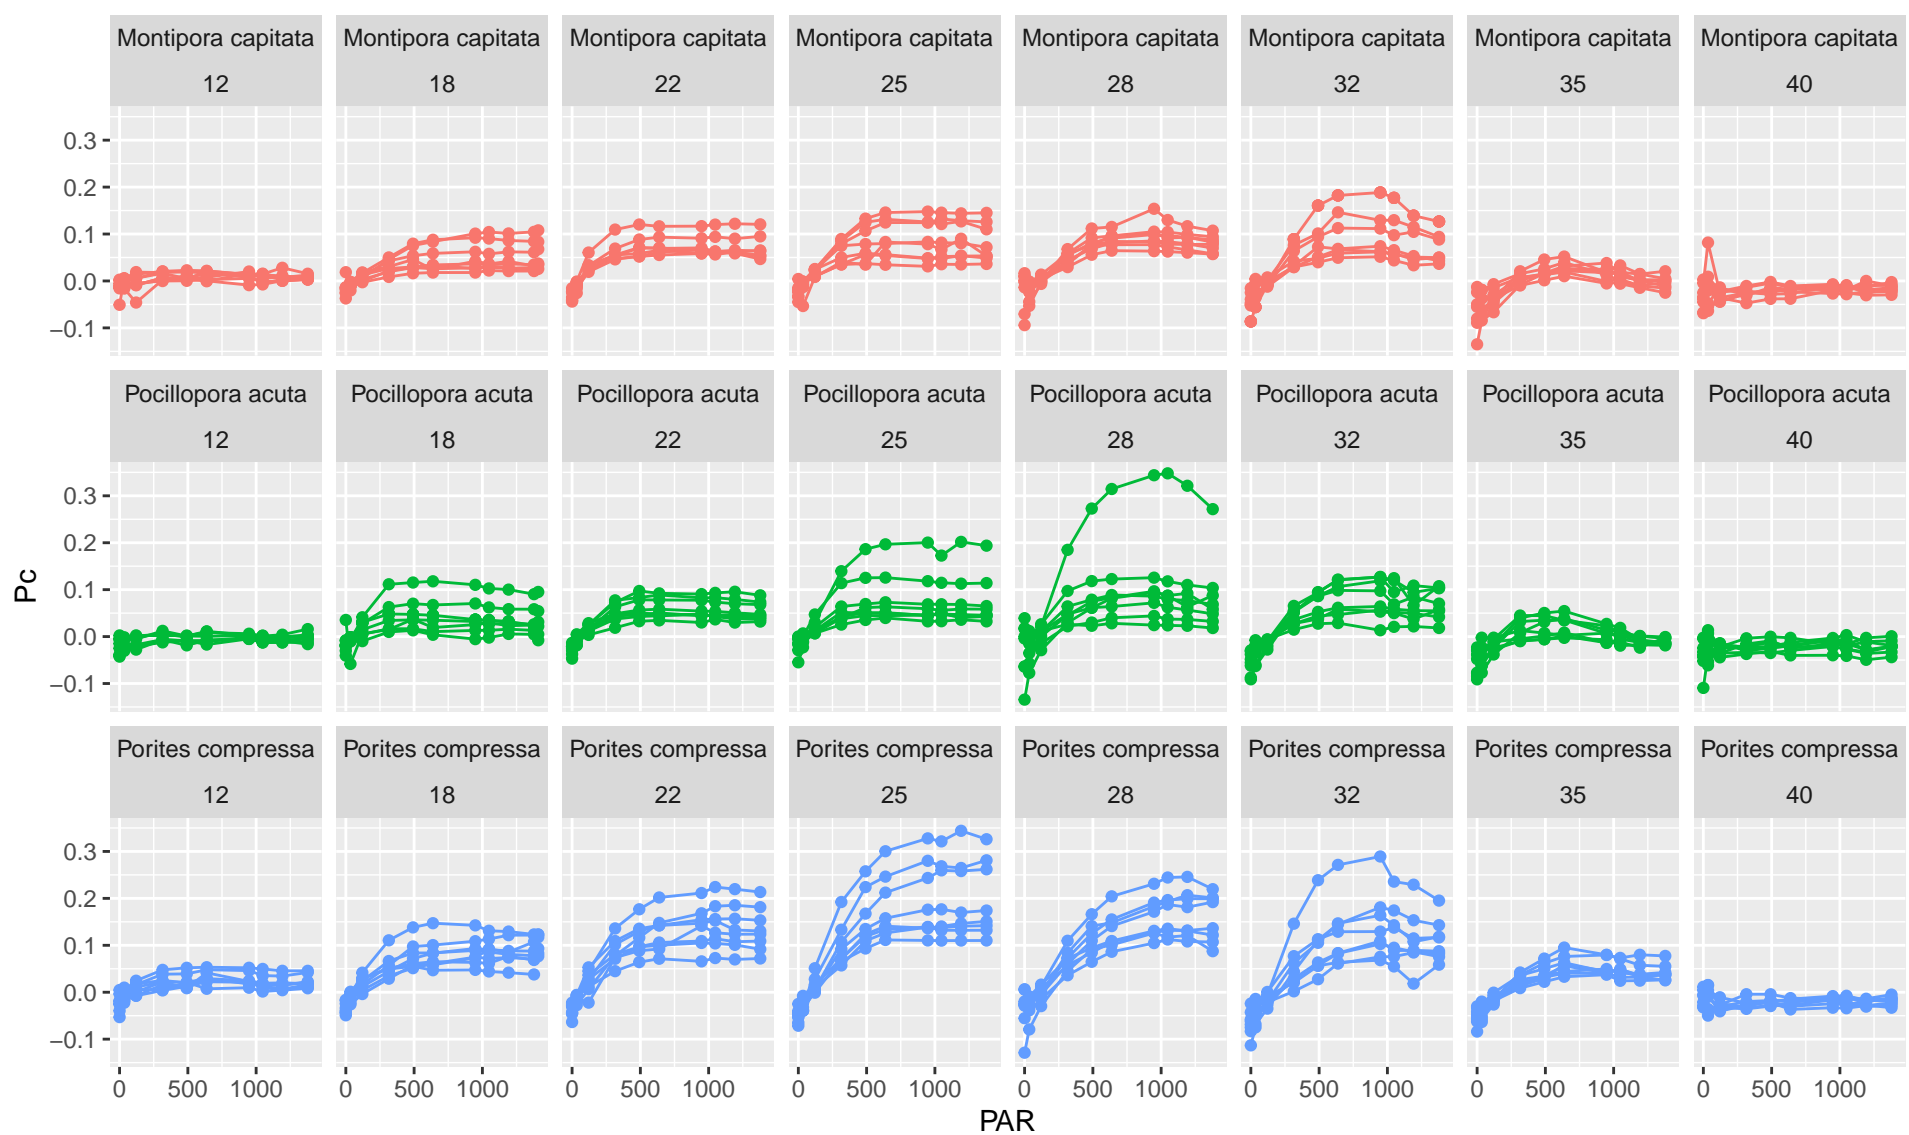 Montipora capitata Montipora capitata Montipora capitata Montipora capitata Montipora capitata Montipora capitata Montipora capitata Montipora capitata
12 18 22 25 28 32 35 40
0.3
0.2
0.1
0.0
−0.1
Pocillopora acuta Pocillopora acuta Pocillopora acuta Pocillopora acuta Pocillopora acuta Pocillopora acuta Pocillopora acuta Pocillopora acuta
12 18 22 25 28 32 35 40
0.3
0.2
0.1
0.0
−0.1
Pc
Porites compressa Porites compressa Porites compressa Porites compressa Porites compressa Porites compressa Porites compressa Porites compressa
12 18 22 25 28 32 35 40
0.3
0.2
0.1
0.0
−0.1
0 500 1000 0 500 1000 0 500 1000 0 500 1000 0 500 1000 0 500 1000 0 500 1000 0 500 1000
PAR